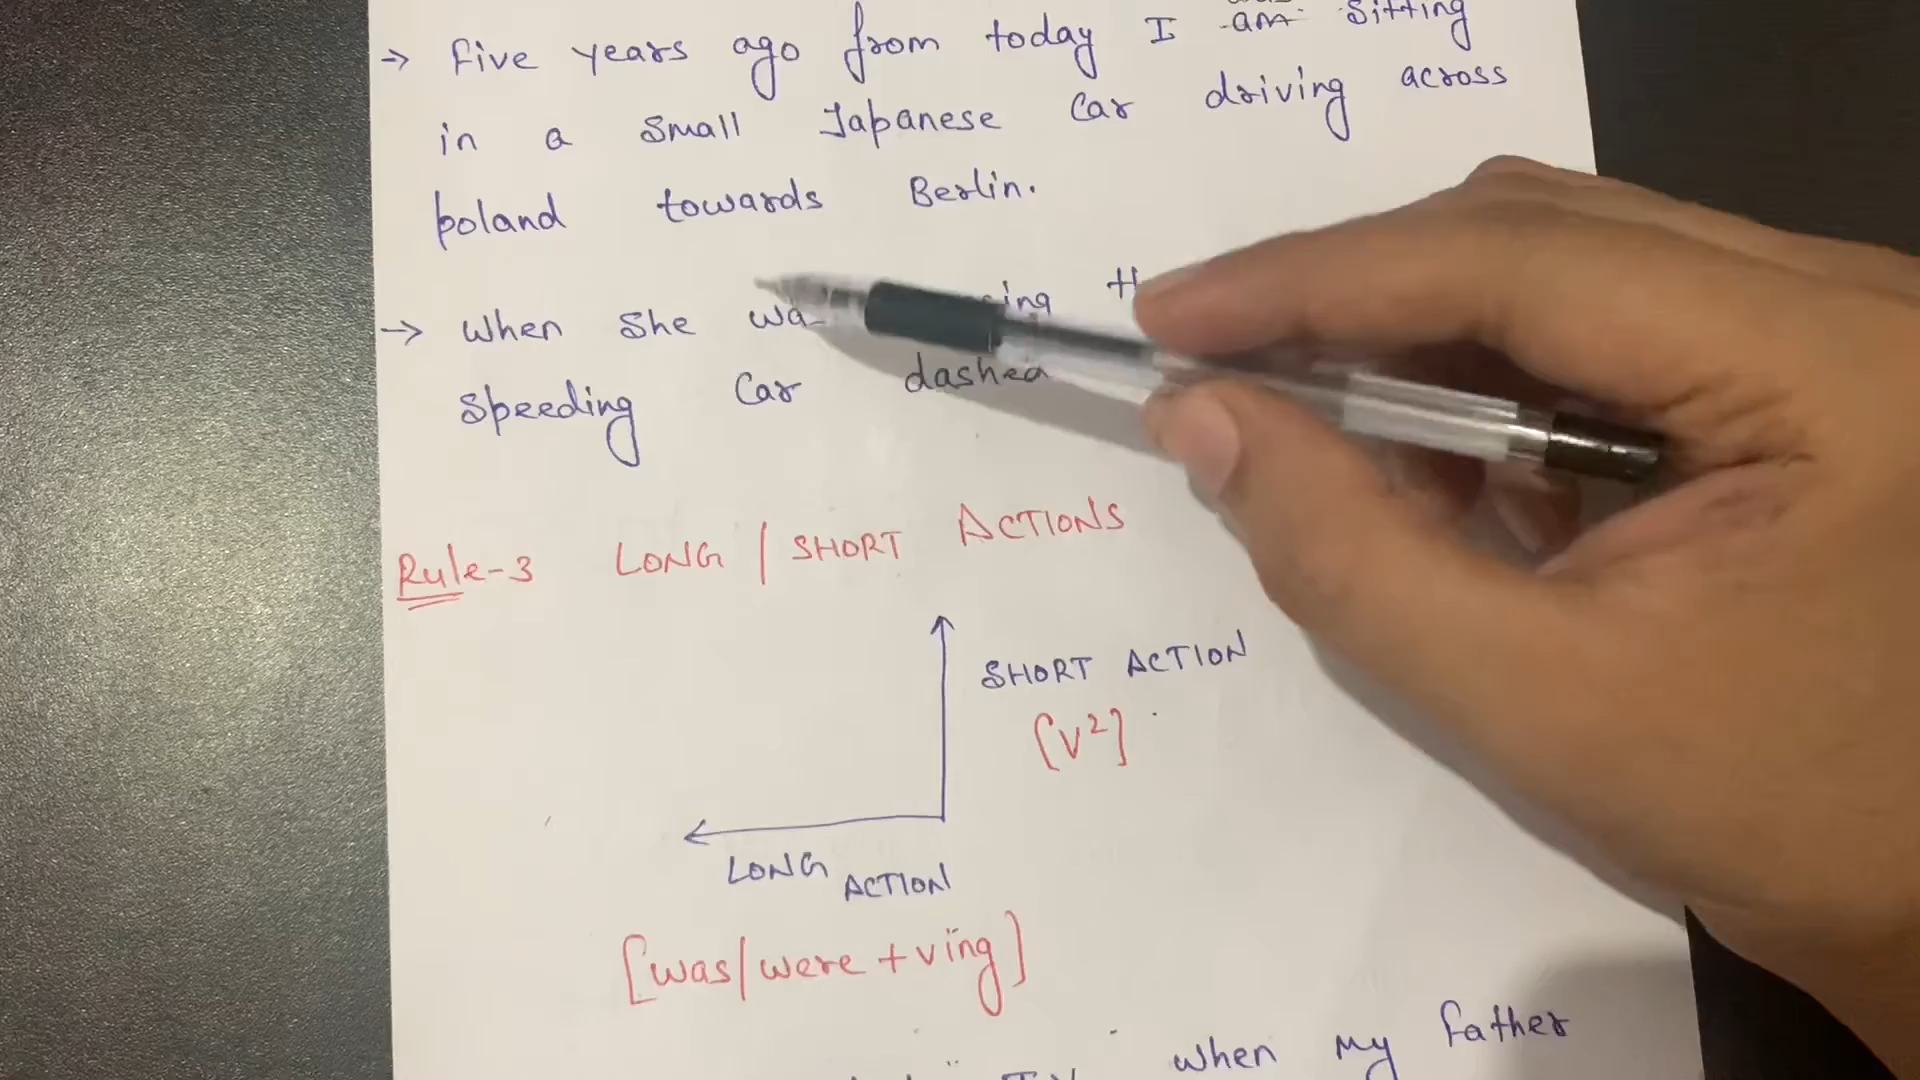 → Five years ago from today I am sitting
in a small Japanese Car driving across
poland towards Berlin.
→ When She
Speeding Car dashed
Rule-3 LONG / SHORT ACTIONS
SHORT ACTION
[V²]
LONG ACTION
[was/were + ving]
when my father